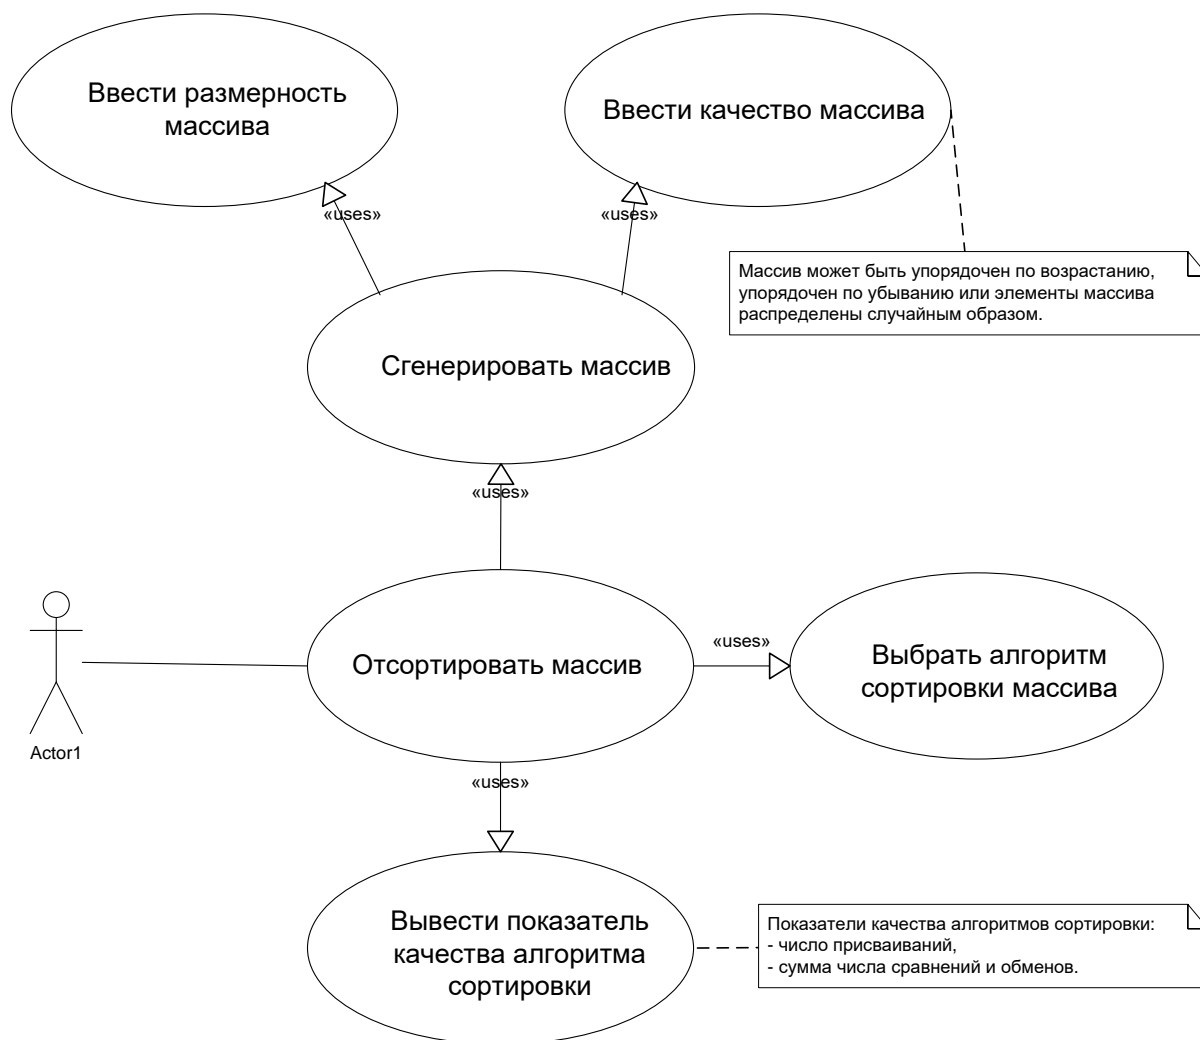 Ввести размерность
массива
Ввести качество массива
«uses»
«uses»
Массив может быть упорядочен по возрастанию,
упорядочен по убыванию или элементы массива
распределены случайным образом.
Сгенерировать массив
«uses»
Actor1
Отсортировать массив
«uses»
Выбрать алгоритм
сортировки массива
«uses»
Вывести показатель
качества алгоритма
сортировки
Показатели качества алгоритмов сортировки:
- число присваиваний,
- сумма числа сравнений и обменов.